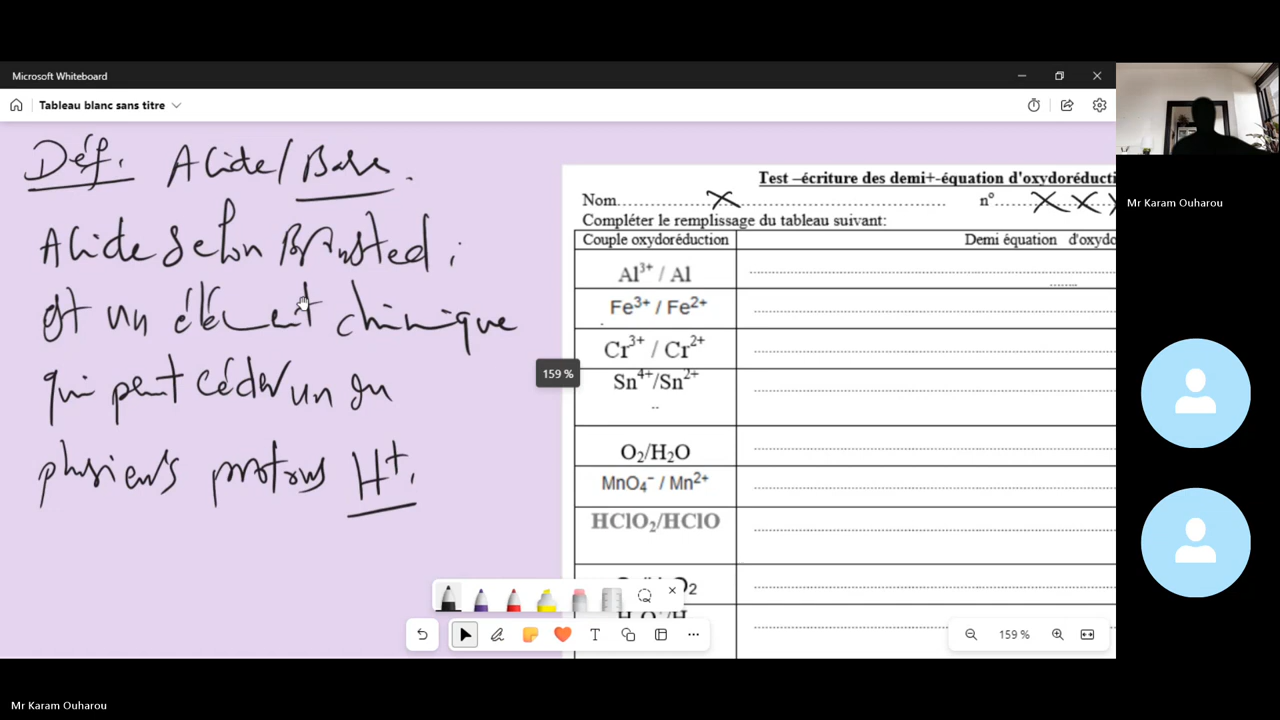 Microsoft Whiteboard
Tableau blanc sans titre
Déf. Acide/Base.
Acide selon Brønsted:
est un élément chimique
qui peut céder un ou
plusieurs protons H+.
Test –écriture des demi+-équation d'oxydoréducti
Nom............X............ n°......XXX
Compléter le remplissage du tableau suivant:
Couple oxydoréduction
Demi équation d'oxydo
Al³⁺ / Al
Fe³⁺ / Fe²⁺
Cr³⁺ / Cr²⁺
Sn⁴⁺/Sn²⁺
O₂/H₂O
MnO₄⁻ / Mn²⁺
HClO₂/HClO
159 %
159 %
Mr Karam Ouharou
Mr Karam Ouharou